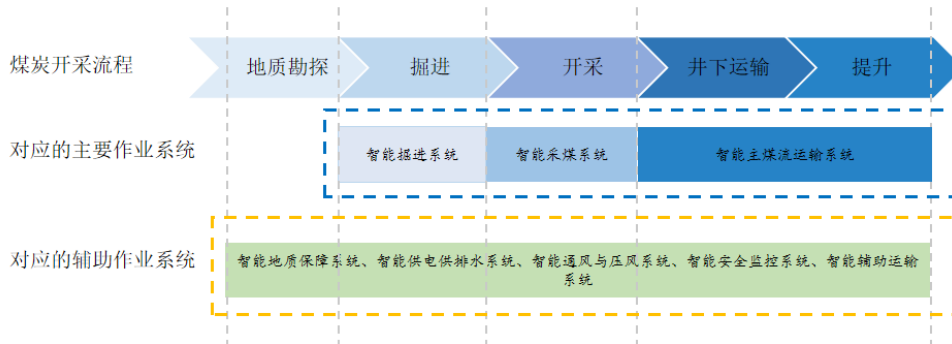 煤炭开采流程
地质勘探
掘进
开采
井下运输
提升
对应的主要作业系统
智能掘进系统
智能采煤系统
智能主煤流运输系统
对应的辅助作业系统
智能地质保障系统、智能供电供排水系统、智能通风与压风系统、智能安全监控系统、智能辅助运输
系统